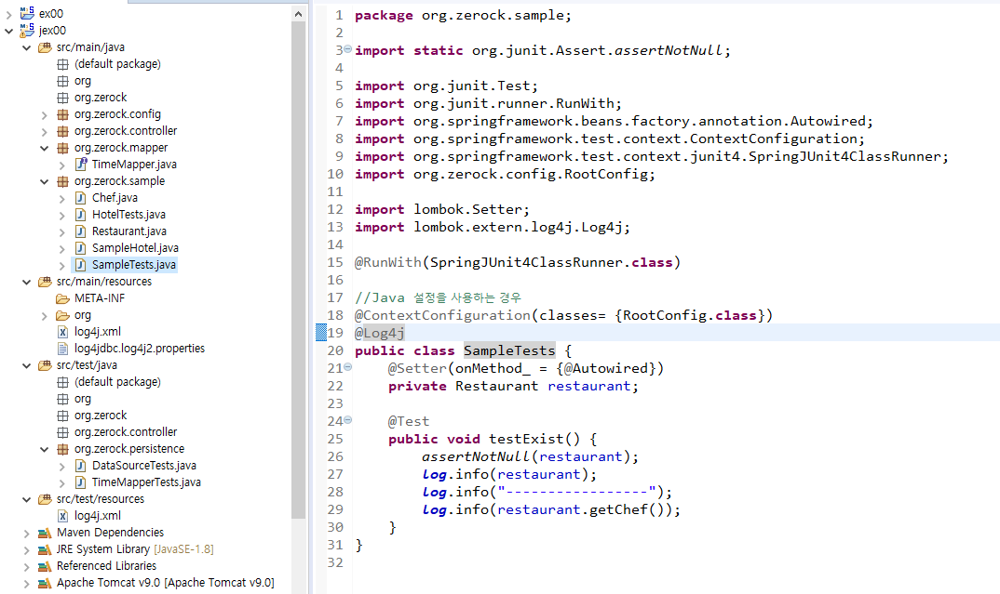 ex00
jex00
src/main/java
(default package)
org
org.zerock
org.zerock.config
org.zerock.controller
org.zerock.mapper
TimeMapper.java
org.zerock.sample
Chef.java
HotelTests.java
Restaurant.java
SampleHotel.java
SampleTests.java
src/main/resources
META-INF
org
log4j.xml
log4jdbc.log4j2.properties
src/test/java
(default package)
org
org.zerock
org.zerock.controller
org.zerock.persistence
DataSourceTests.java
TimeMapperTests.java
src/test/resources
log4j.xml
Maven Dependencies
JRE System Library [JavaSE-1.8]
Referenced Libraries
Apache Tomcat v9.0 [Apache Tomcat v9.0]
1 package org.zerock.sample;
2
3 import static org.junit.Assert.assertNotNull;
4
5 import org.junit.Test;
6 import org.junit.runner.RunWith;
7 import org.springframework.beans.factory.annotation.Autowired;
8 import org.springframework.test.context.ContextConfiguration;
9 import org.springframework.test.context.junit4.SpringJUnit4ClassRunner;
10 import org.zerock.config.RootConfig;
11
12 import lombok.Setter;
13 import lombok.extern.log4j.Log4j;
14
15 @RunWith(SpringJUnit4ClassRunner.class)
16
17 //Java 설정을 사용하는 경우
18 @ContextConfiguration(classes= {RootConfig.class})
19 @Log4j
20 public class SampleTests {
21 @Setter(onMethod_ = {@Autowired})
22 private Restaurant restaurant;
23
24 @Test
25 public void testExist() {
26 assertNotNull(restaurant);
27 log.info(restaurant);
28 log.info("-----------------");
29 log.info(restaurant.getChef());
30 }
31 }
32